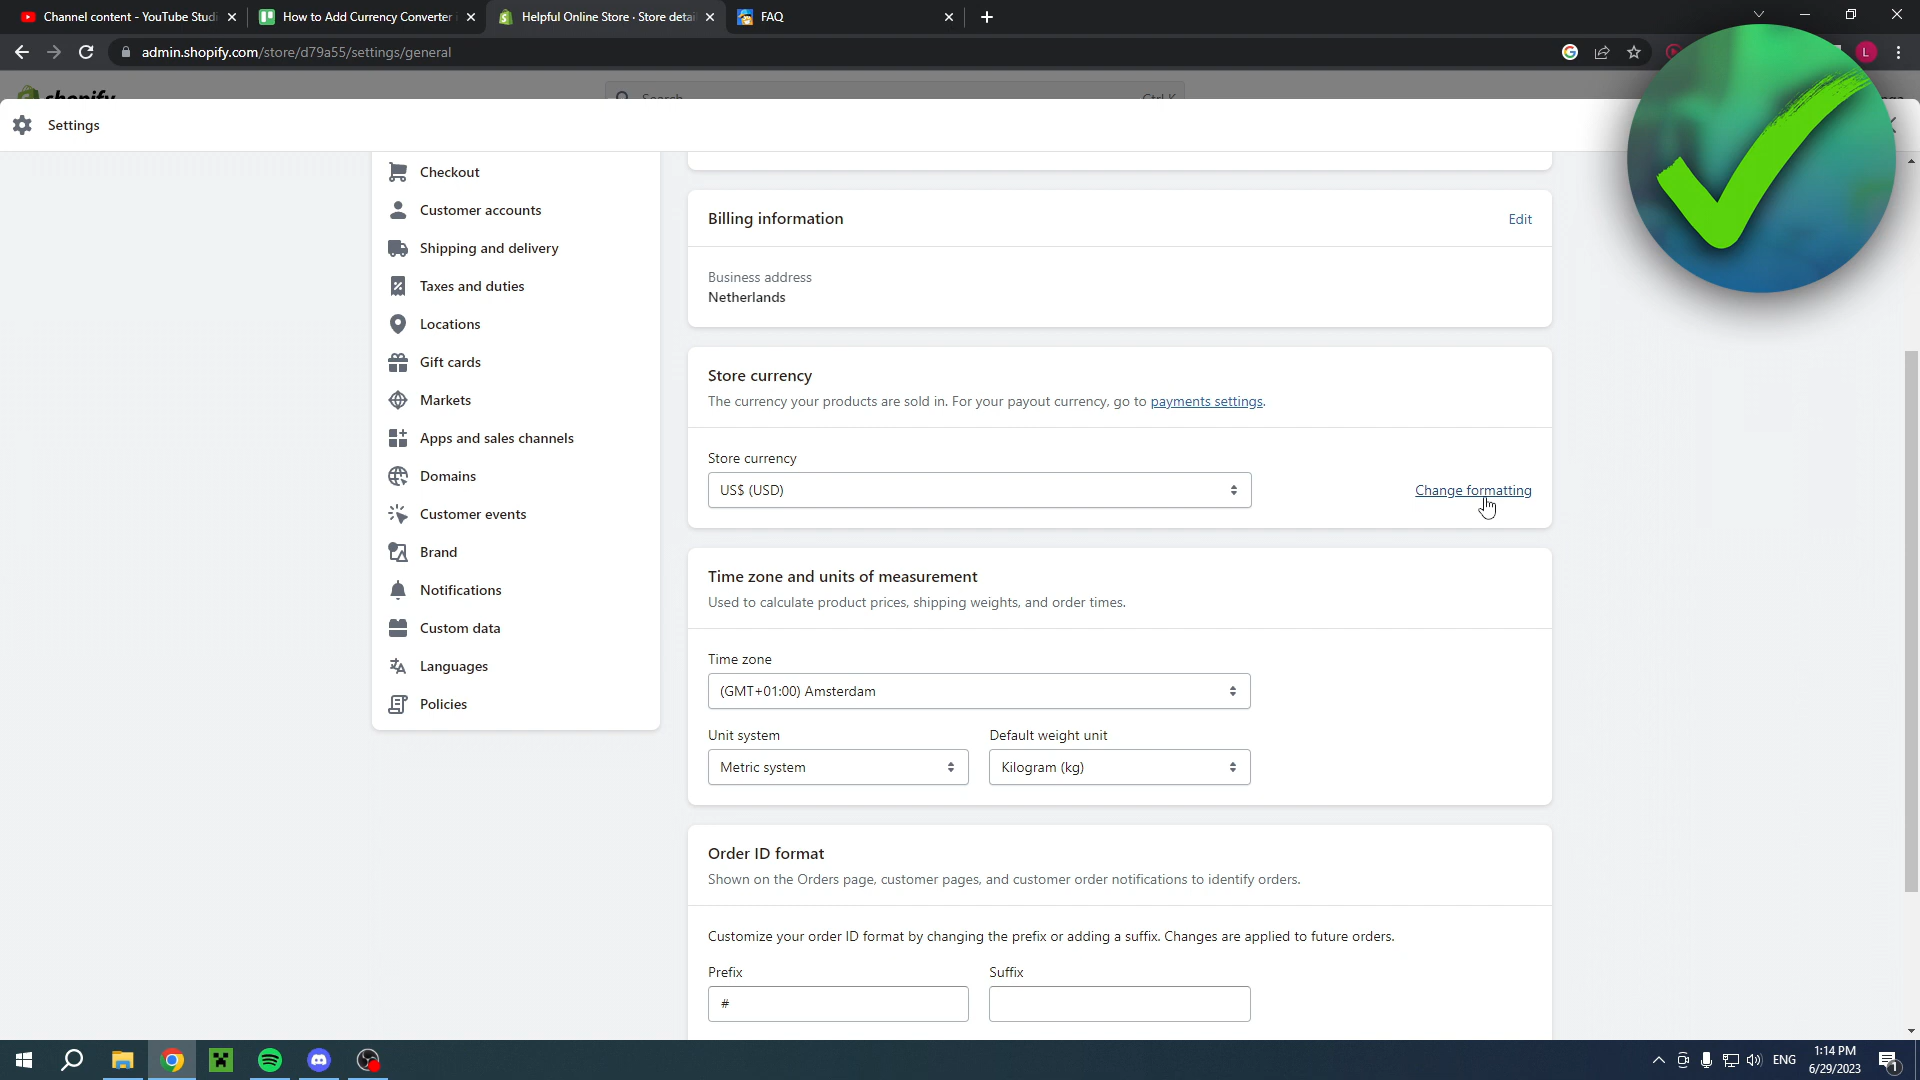 Channel content - YouTube Studi
How to Add Currency Converter i
Helpful Online Store · Store detai
FAQ
admin.shopify.com/store/d79a55/settings/general
L
shopify
Search
Ctrl K
Settings
Checkout
Customer accounts
Shipping and delivery
Taxes and duties
Locations
Gift cards
Markets
Apps and sales channels
Domains
Customer events
Brand
Notifications
Custom data
Languages
Policies
Billing information
Edit
Business address
Netherlands
Store currency
The currency your products are sold in. For your payout currency, go to payments settings.
Store currency
US$ (USD)
Change formatting
Time zone and units of measurement
Used to calculate product prices, shipping weights, and order times.
Time zone
(GMT+01:00) Amsterdam
Unit system
Default weight unit
Metric system
Kilogram (kg)
Order ID format
Shown on the Orders page, customer pages, and customer order notifications to identify orders.
Customize your order ID format by changing the prefix or adding a suffix. Changes are applied to future orders.
Prefix
Suffix
#
ENG
1:14 PM
6/29/2023
1